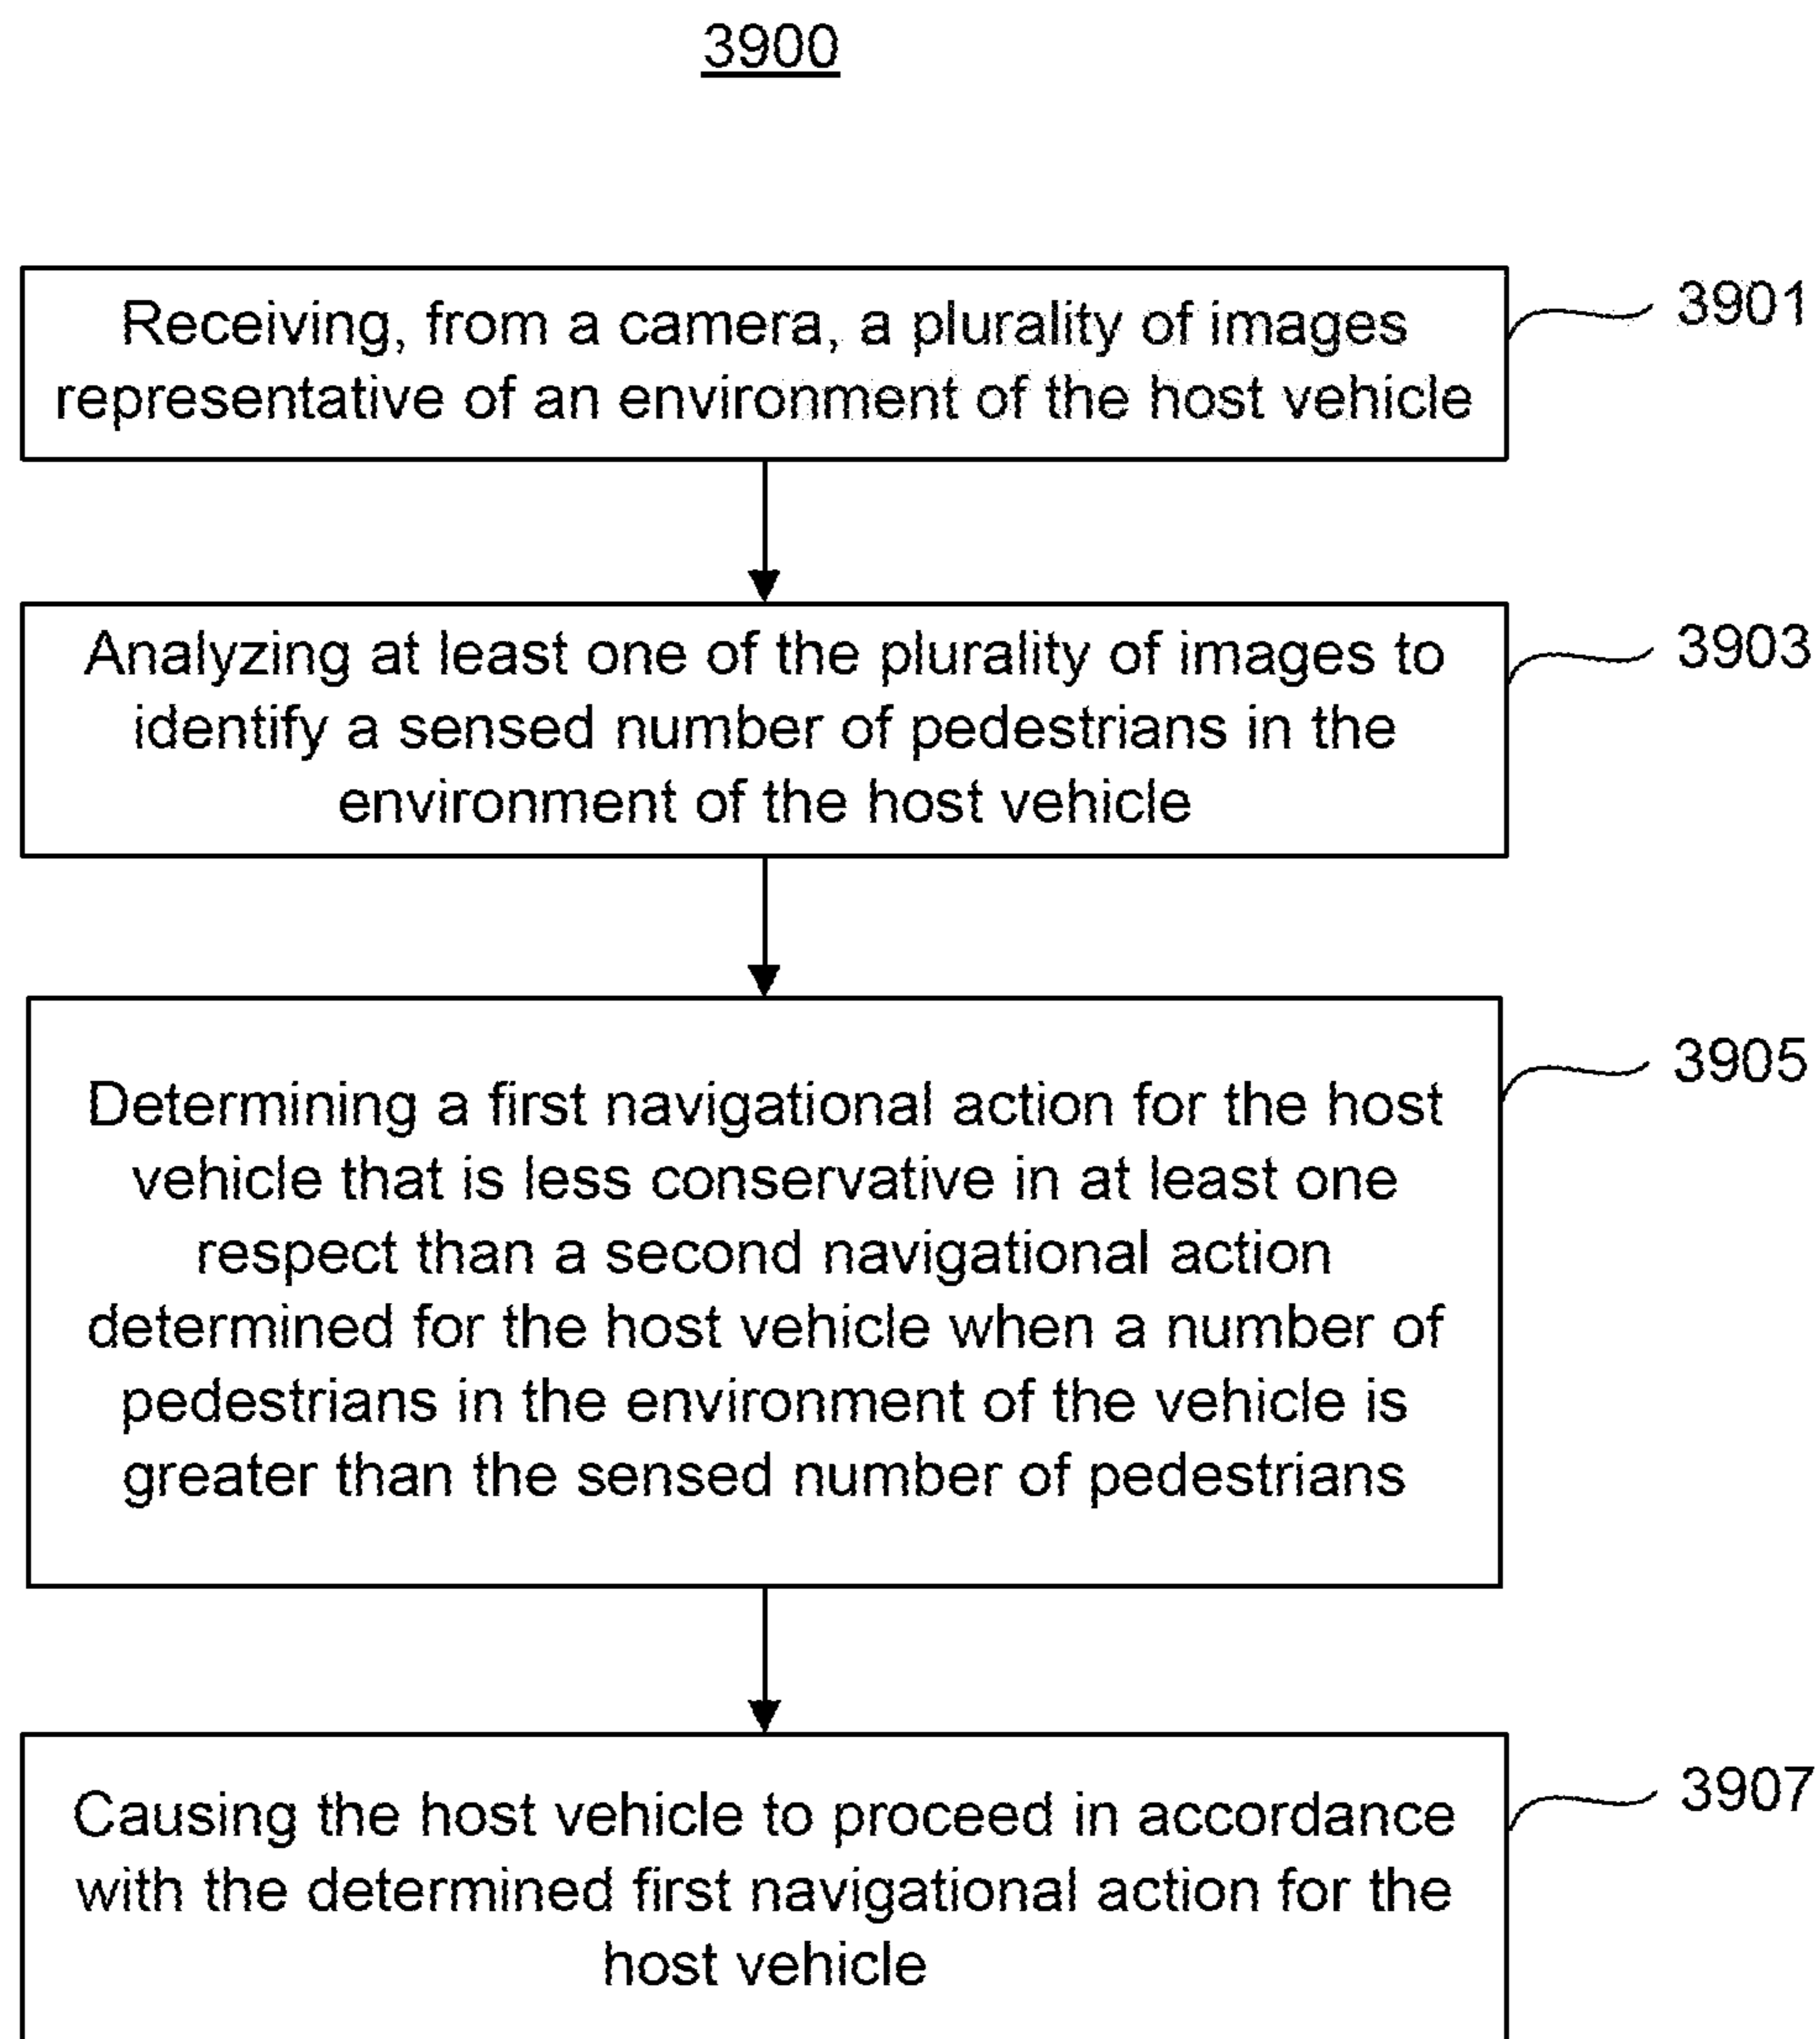 3900
Receiving, from a camera, a plurality of images
representative of an environment of the host vehicle
3901
Analyzing at least one of the plurality of images to
identify a sensed number of pedestrians in the
environment of the host vehicle
3903
Determining a first navigational action for the host
vehicle that is less conservative in at least one
respect than a second navigational action
determined for the host vehicle when a number of
pedestrians in the environment of the vehicle is
greater than the sensed number of pedestrians
3905
Causing the host vehicle to proceed in accordance
with the determined first navigational action for the
host vehicle
3907